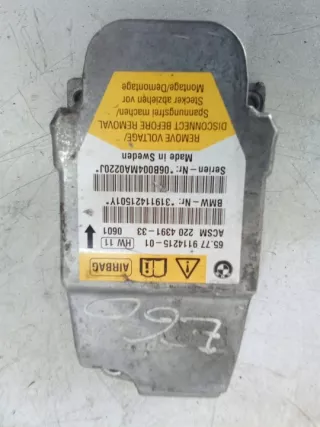 AIRBAG
65.77 9114215-01
HW 11
ACSM 220 4391-33 0601
BMW-Nr: *31911421501Y*
Serien-Nr: *06B004MA0220J*
Made in Sweden
REMOVE VOLTAGE/
DISCONNECT BEFORE REMOVAL
Spannungsfrei machen/
Stecker abziehen vor
Montage/Demontage